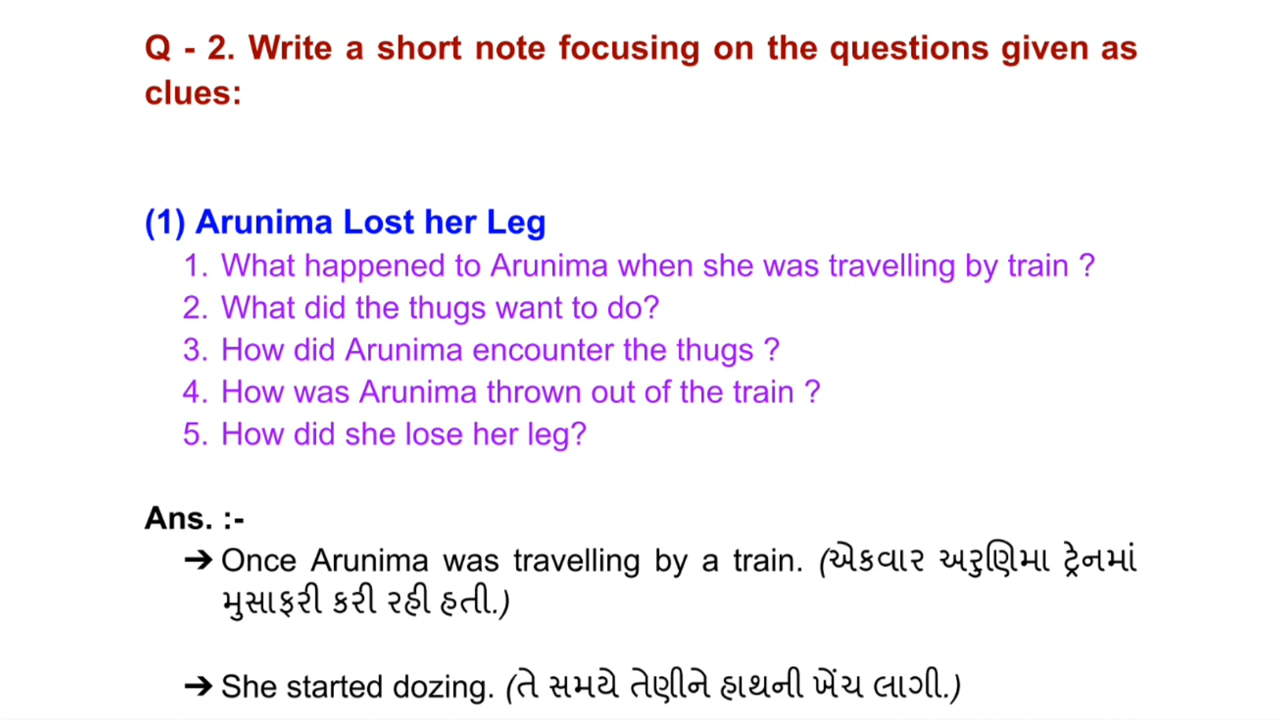 Q - 2. Write a short note focusing on the questions given as
clues:
(1) Arunima Lost her Leg
1. What happened to Arunima when she was travelling by train ?
2. What did the thugs want to do?
3. How did Arunima encounter the thugs ?
4. How was Arunima thrown out of the train ?
5. How did she lose her leg?
Ans. :-
➔ Once Arunima was travelling by a train. (એકવાર અરુણિમા ટ્રેનમાં
મુસાફરી કરી રહી હતી.)
➔ She started dozing. (તે સમયે તેણીને હાથની ખેંચ લાગી.)